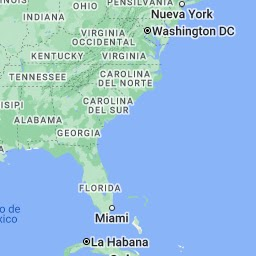 PENSILVANIA
OHIO
Nueva York
INDIANA
VIRGINIA
OCCIDENTAL
Washington DC
KENTUCKY
VIRGINIA
TENNESSEE
CAROLINA
DEL NORTE
ISIPI
CAROLINA
DEL SUR
ALABAMA
GEORGIA
FLORIDA
Miami
o de
xico
La Habana